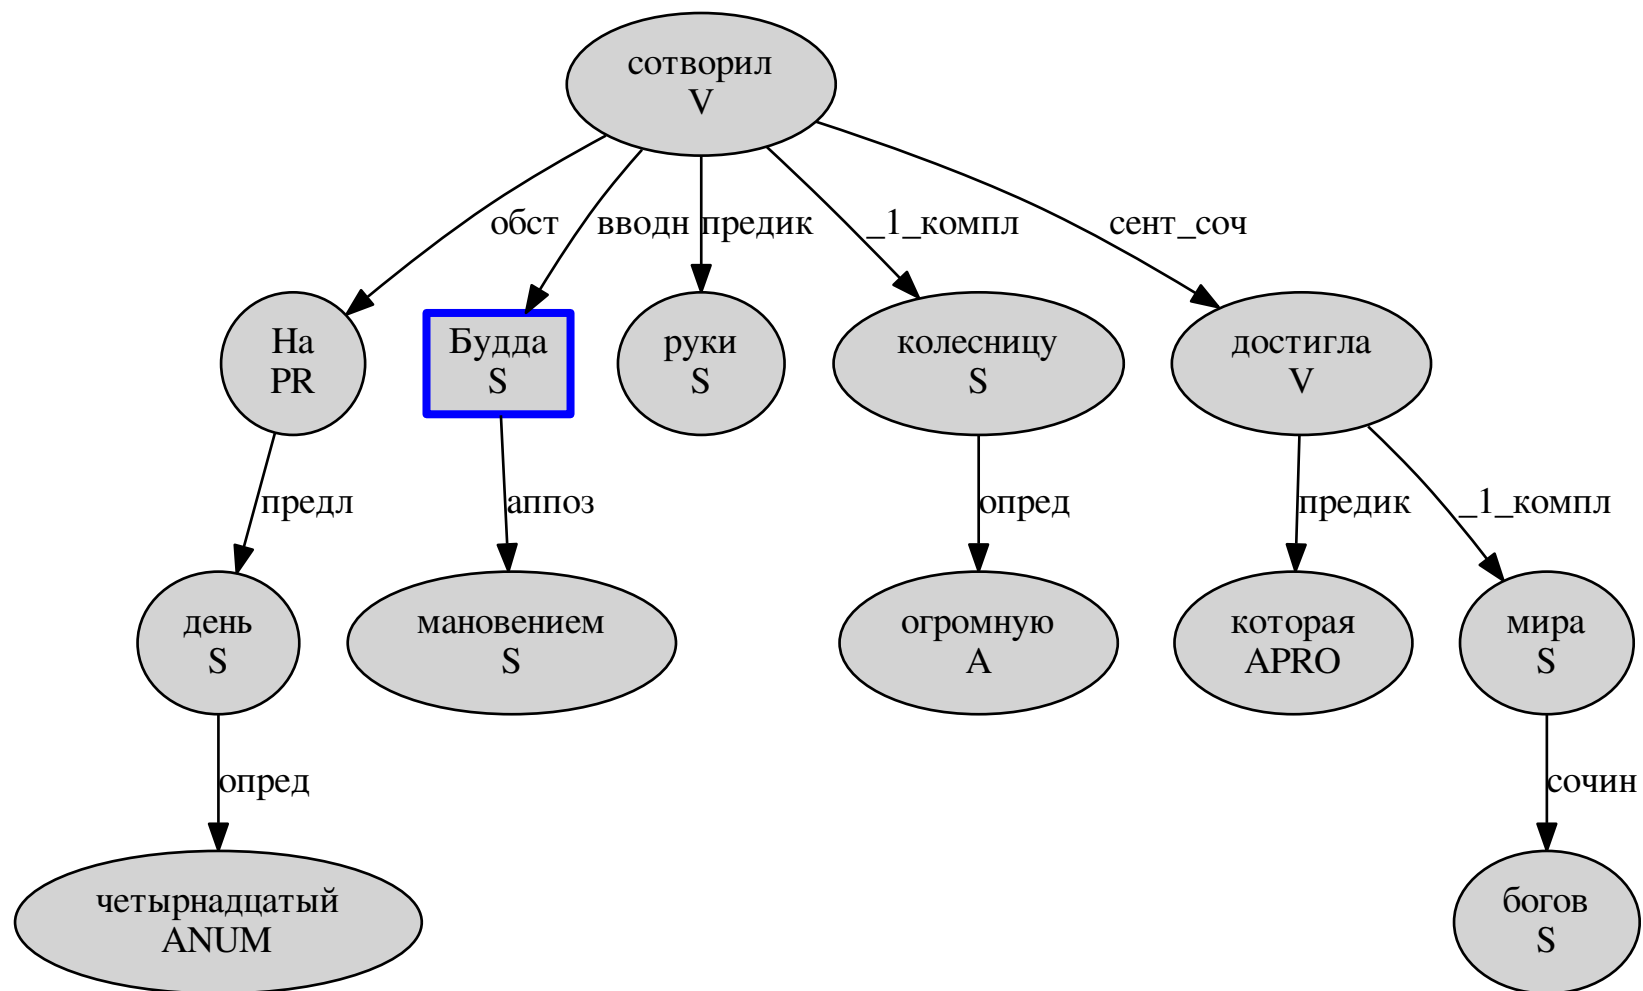 сотворил
V
обст
вводн
предик
_1_компл
сент_соч
На
PR
Будда
S
руки
S
колесницу
S
достигла
V
предл
аппоз
опред
предик
_1_компл
день
S
мановением
S
огромную
A
которая
APRO
мира
S
опред
сочин
четырнадцатый
ANUM
богов
S